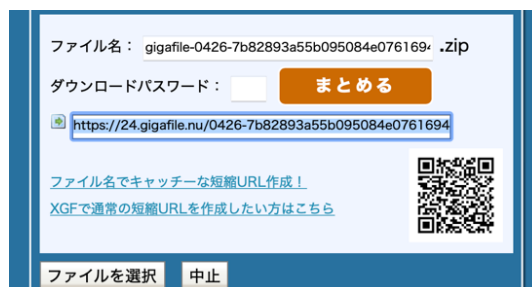 ファイル名： gigafile-0426-7b82893a55b095084e0761694 .zip
ダウンロードパスワード： まとめる
https://24.gigafile.nu/0426-7b82893a55b095084e0761694
ファイル名でキャッチーな短縮URL作成！
XGFで通常の短縮URLを作成したい方はこちら
ファイルを選択 中止